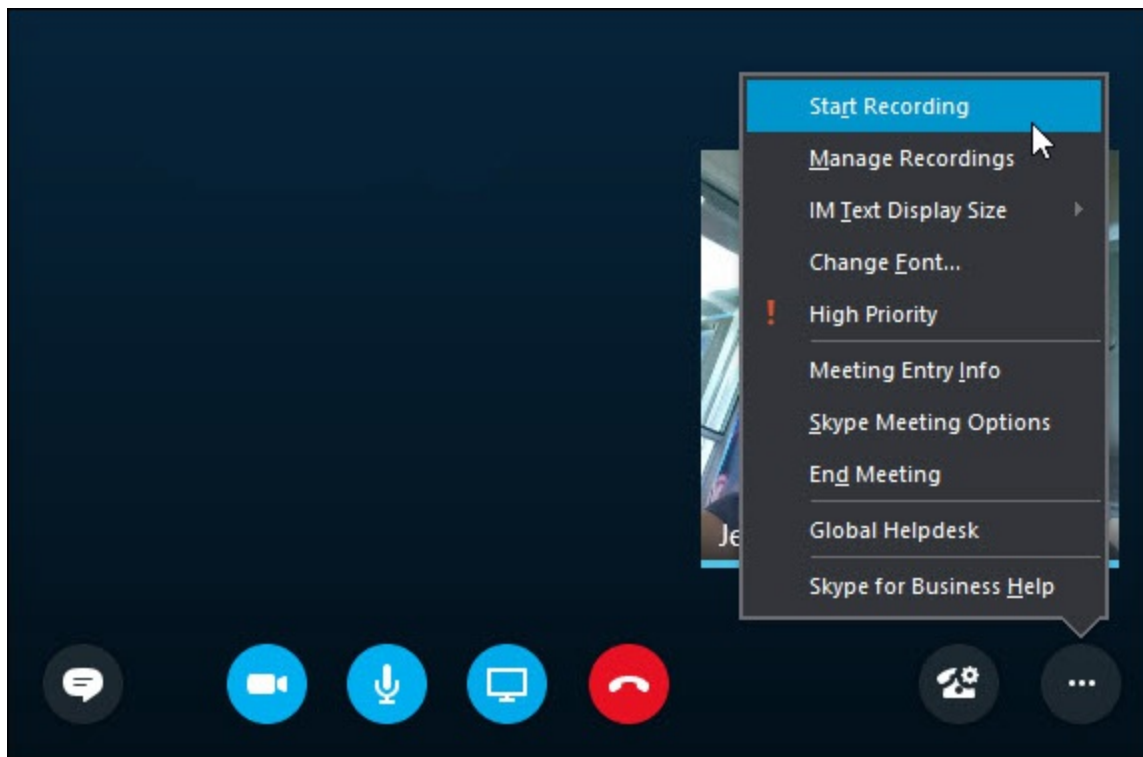 Start Recording
Manage Recordings
IM Text Display Size
Change Font...
High Priority
Meeting Entry Info
Skype Meeting Options
End Meeting
Je
Global Helpdesk
Skype for Business Help